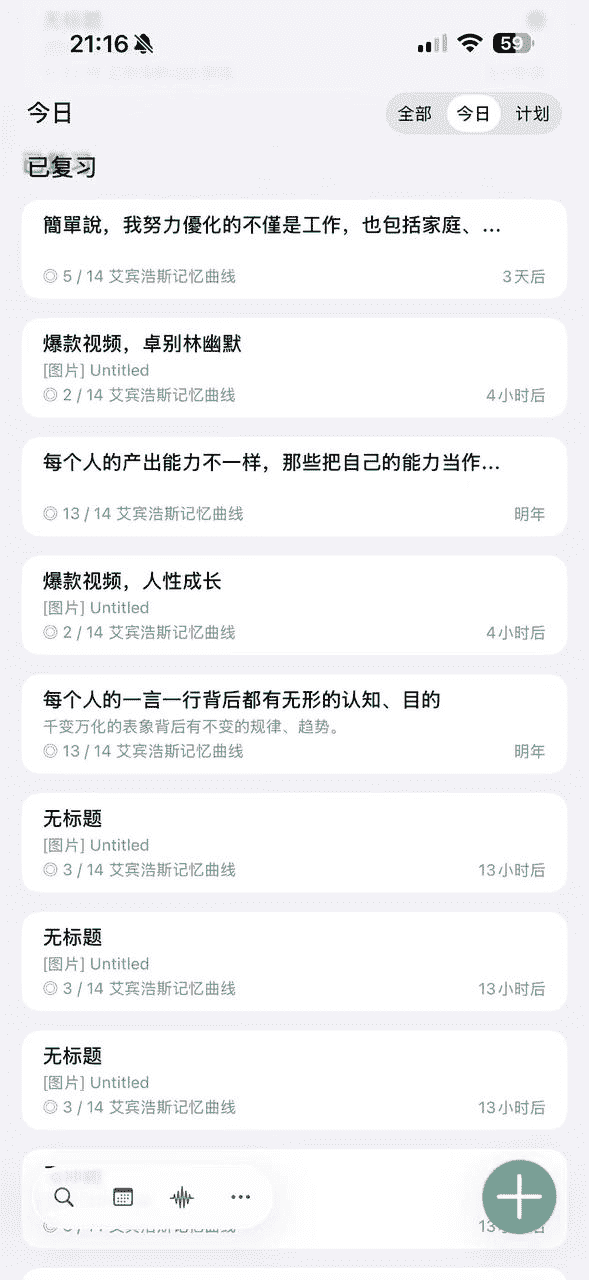 21:16
59
今日
全部
今日
计划
已复习
簡單說，我努力優化的不僅是工作，也包括家庭、...
5 / 14 艾宾浩斯记忆曲线
3天后
爆款视频，卓别林幽默
[图片] Untitled
2 / 14 艾宾浩斯记忆曲线
4小时后
每个人的产出能力不一样，那些把自己的能力当作...
13 / 14 艾宾浩斯记忆曲线
明年
爆款视频，人性成长
[图片] Untitled
2 / 14 艾宾浩斯记忆曲线
4小时后
每个人的一言一行背后都有无形的认知、目的
千变万化的表象背后有不变的规律、趋势。
13 / 14 艾宾浩斯记忆曲线
明年
无标题
[图片] Untitled
3 / 14 艾宾浩斯记忆曲线
13小时后
无标题
[图片] Untitled
3 / 14 艾宾浩斯记忆曲线
13小时后
无标题
[图片] Untitled
3 / 14 艾宾浩斯记忆曲线
13小时后